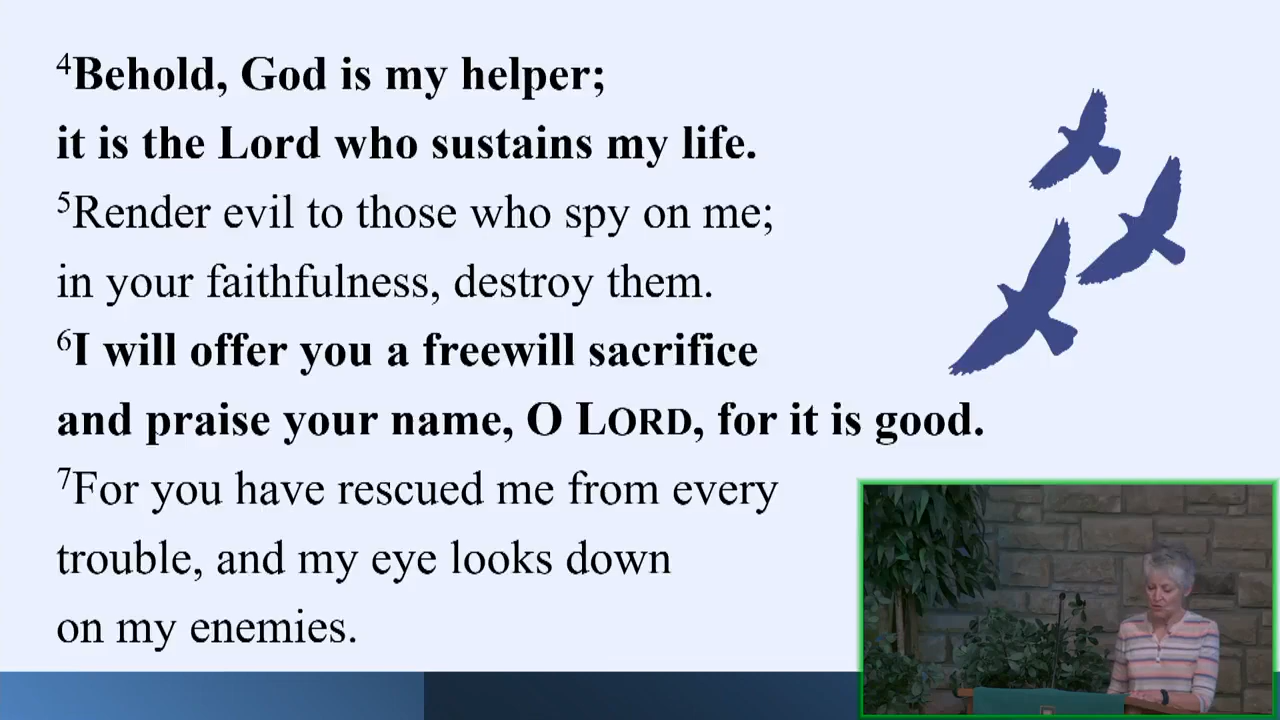 4Behold, God is my helper;
it is the Lord who sustains my life.
5Render evil to those who spy on me;
in your faithfulness, destroy them.
6I will offer you a freewill sacrifice
and praise your name, O LORD, for it is good.
7For you have rescued me from every
trouble, and my eye looks down
on my enemies.